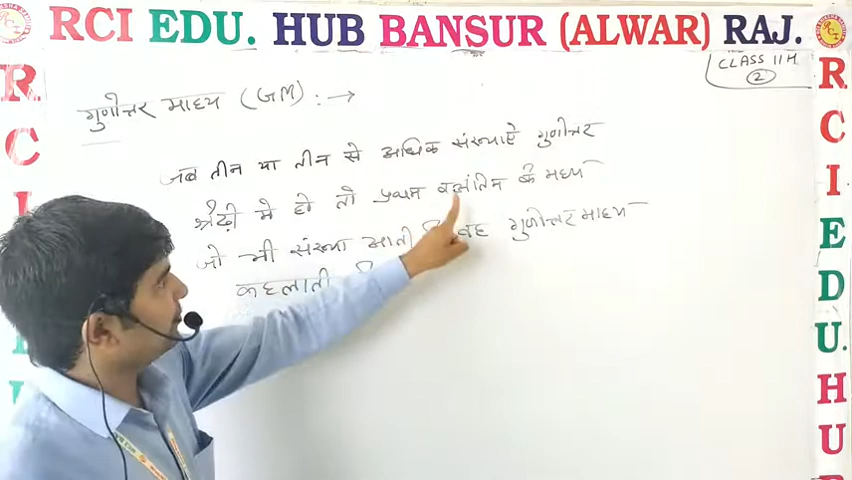 RCI EDU. HUB BANSUR (ALWAR) RAJ.
CLASS 11 H
2
गुणोत्तर माध्य (GM) : →
जब तीन या तीन से अधिक संख्याऐ गुणोत्तर
श्रेढ़ी मे हो तो प्रथम व अंतिम के मध्य
जो भी संख्या आती वह गुणोत्तर माध्य
कहलाती
R
C
I
E
D
U.
H
U
R
C
L